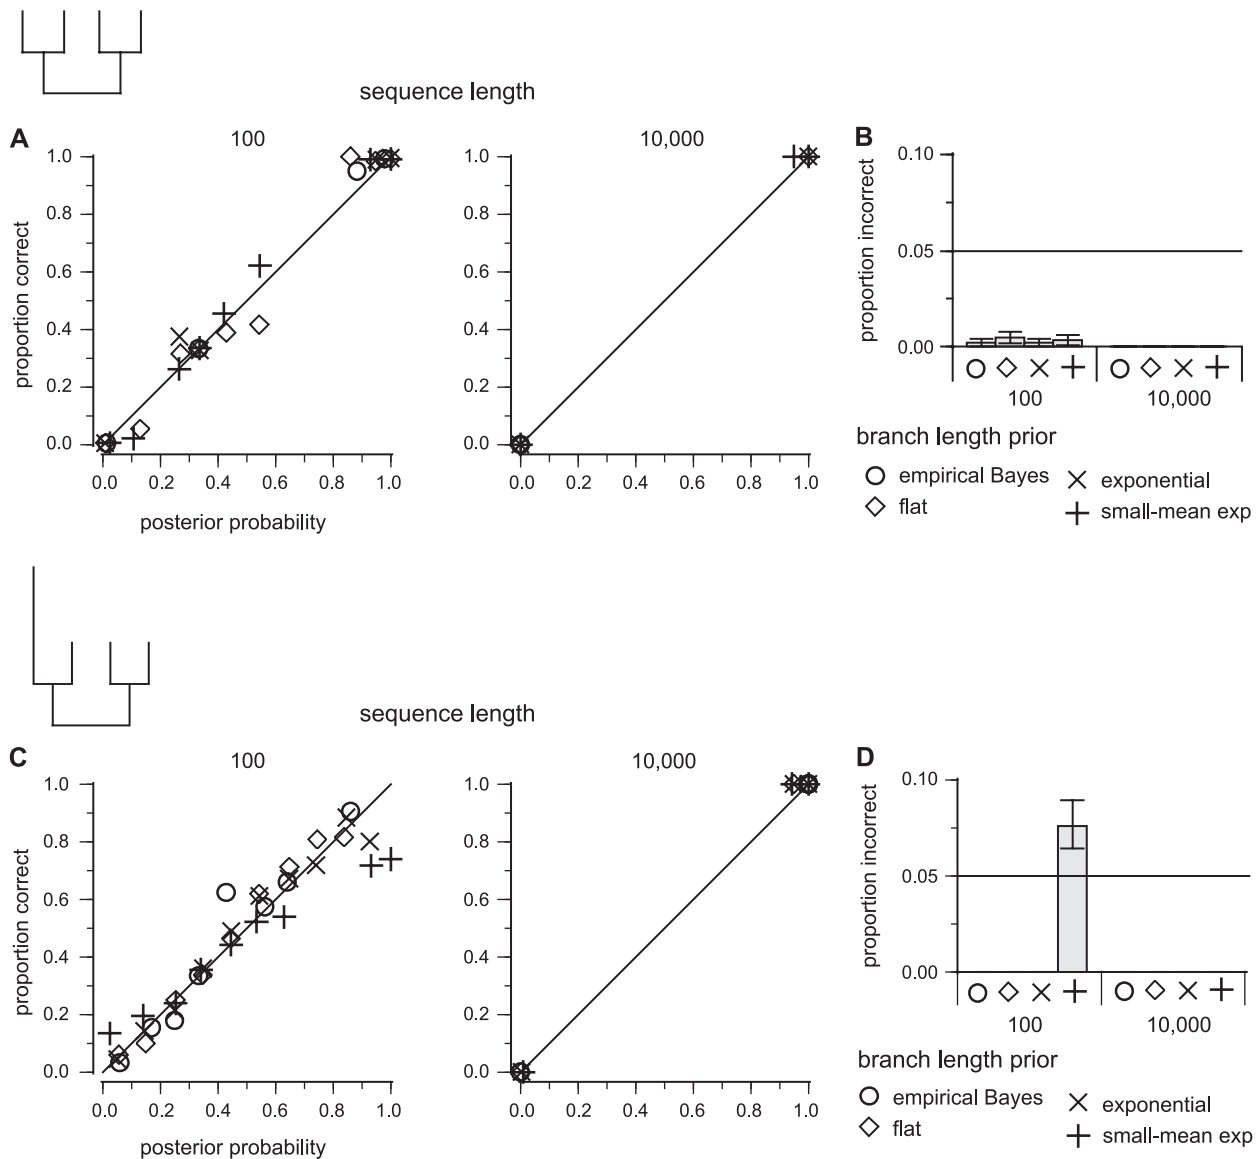 sequence length
A
100
10,000
B
proportion correct
1.0
0.8
0.6
0.4
0.2
0.0
0.0 0.2 0.4 0.6 0.8 1.0
posterior probability
1.0
0.8
0.6
0.4
0.2
0.0
0.0 0.2 0.4 0.6 0.8 1.0
proportion incorrect
0.10
0.05
0.00
100 10,000
branch length prior
empirical Bayes
exponential
flat
small-mean exp
sequence length
C
100
10,000
D
proportion correct
1.0
0.8
0.6
0.4
0.2
0.0
0.0 0.2 0.4 0.6 0.8 1.0
posterior probability
1.0
0.8
0.6
0.4
0.2
0.0
0.0 0.2 0.4 0.6 0.8 1.0
proportion incorrect
0.10
0.05
0.00
100 10,000
branch length prior
empirical Bayes
exponential
flat
small-mean exp